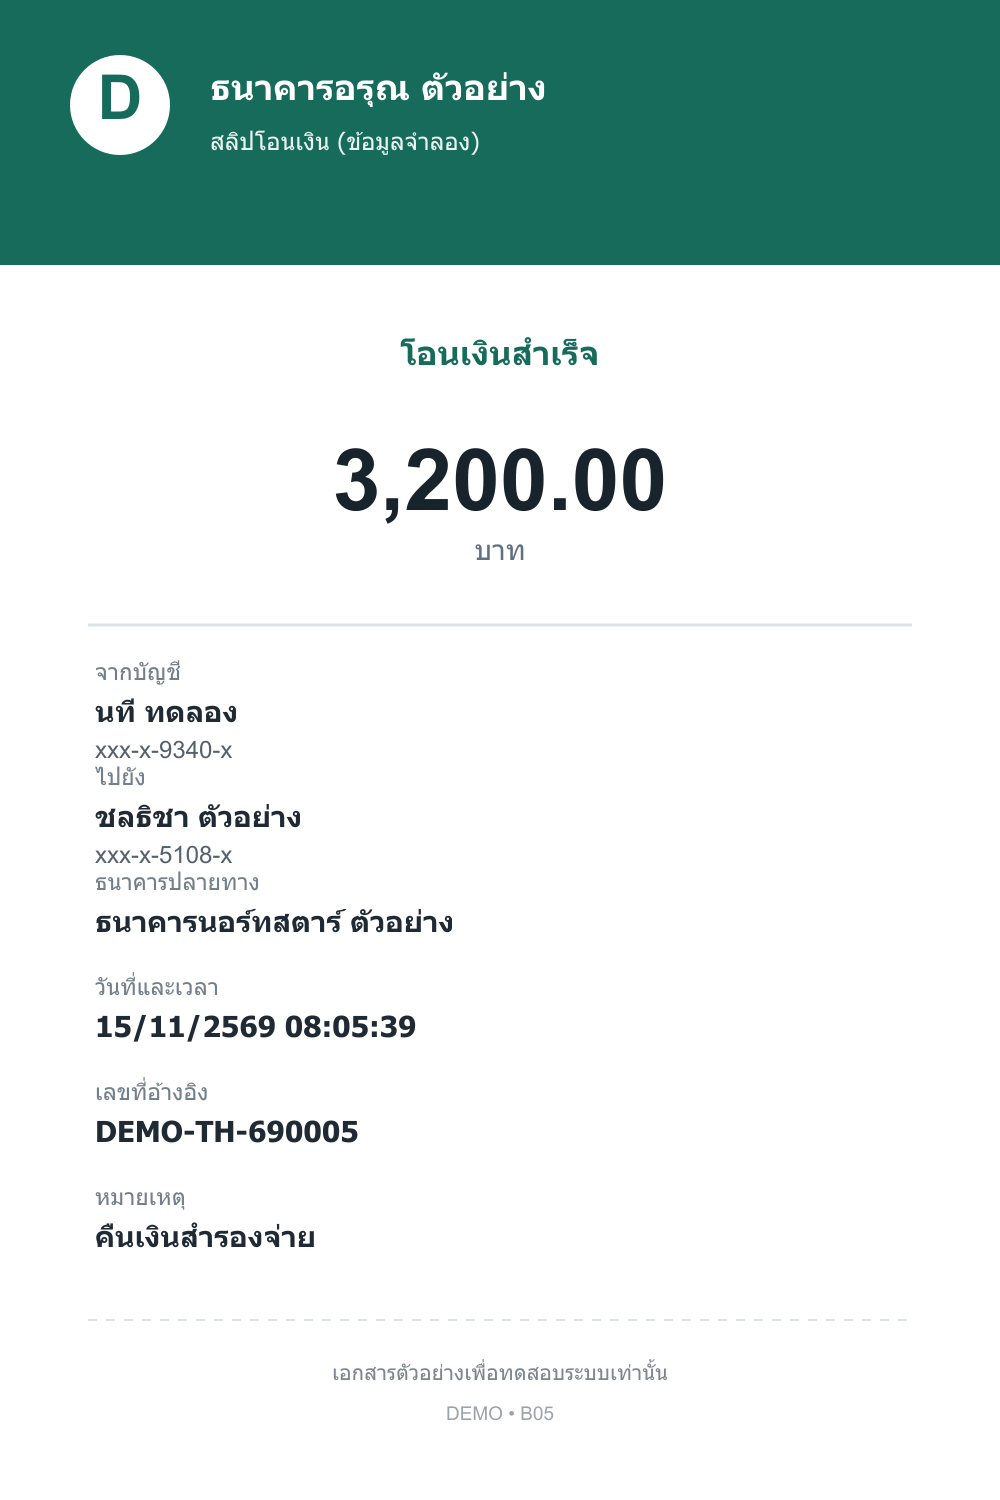 D
ธนาคารอรุณ ตัวอย่าง
สลิปโอนเงิน (ข้อมูลจำลอง)
โอนเงินสำเร็จ
3,200.00
บาท
จากบัญชี
นที ทดลอง
xxx-x-9340-x
ไปยัง
ชลธิชา ตัวอย่าง
xxx-x-5108-x
ธนาคารปลายทาง
ธนาคารนอร์ทสตาร์ ตัวอย่าง
วันที่และเวลา
15/11/2569 08:05:39
เลขที่อ้างอิง
DEMO-TH-690005
หมายเหตุ
คืนเงินสำรองจ่าย
เอกสารตัวอย่างเพื่อทดสอบระบบเท่านั้น
DEMO • B05